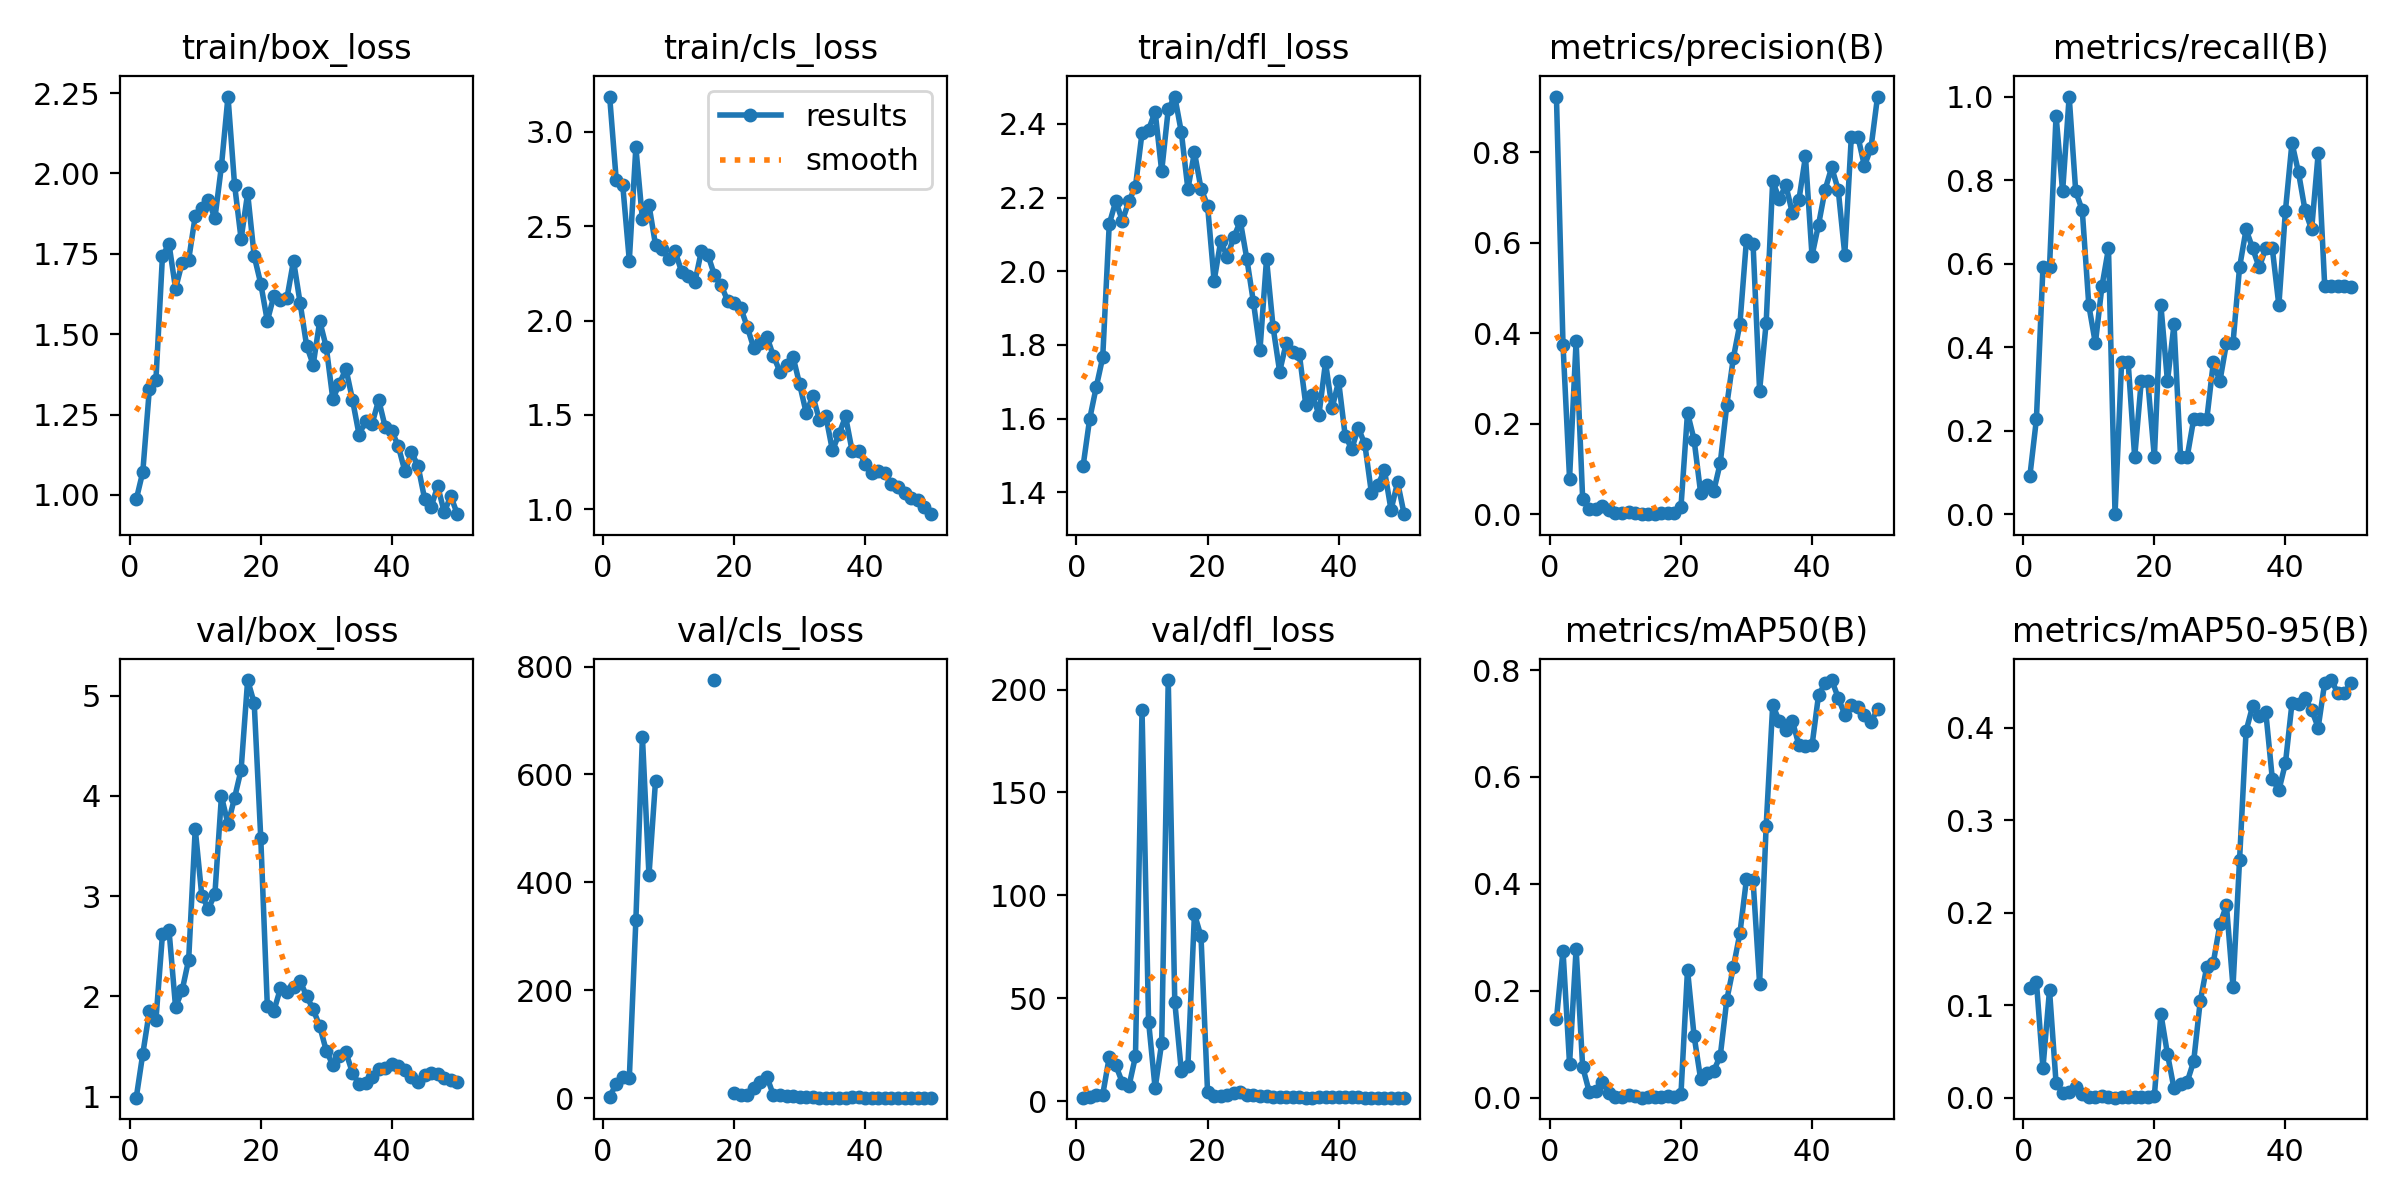 train/box_loss
train/cls_loss
train/dfl_loss
metrics/precision(B)
metrics/recall(B)
2.25
2.00
1.75
1.50
1.25
1.00
0 20 40
3.0
2.5
2.0
1.5
1.0
0 20 40
results
smooth
2.4
2.2
2.0
1.8
1.6
1.4
0 20 40
0.8
0.6
0.4
0.2
0.0
0 20 40
1.0
0.8
0.6
0.4
0.2
0.0
0 20 40
val/box_loss
val/cls_loss
val/dfl_loss
metrics/mAP50(B)
metrics/mAP50-95(B)
5
4
3
2
1
0 20 40
800
600
400
200
0
0 20 40
200
150
100
50
0
0 20 40
0.8
0.6
0.4
0.2
0.0
0 20 40
0.4
0.3
0.2
0.1
0.0
0 20 40